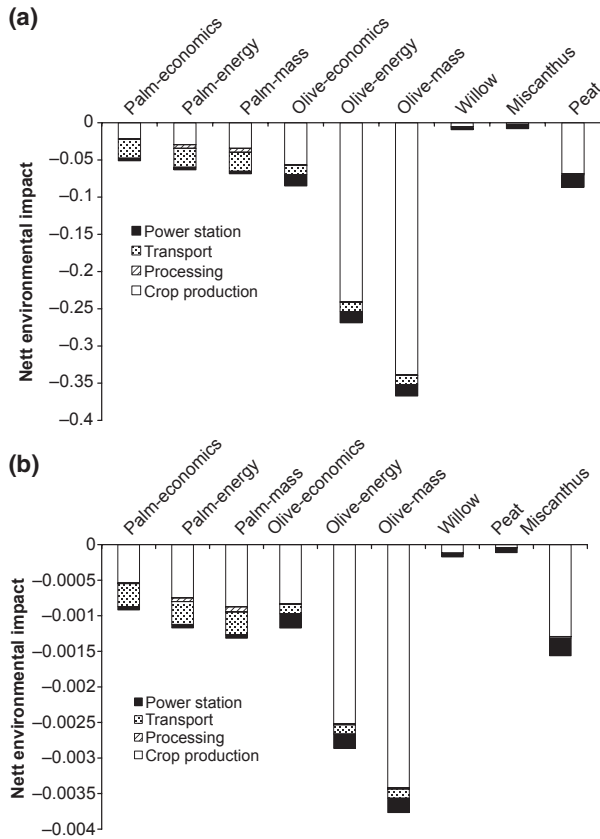 (a)
Palm-economics
Palm-energy
Palm-mass
Olive-economics
Olive-energy
Olive-mass
Willow
Miscanthus
Peat
Nett environmental impact
0
–0.05
–0.1
–0.15
–0.2
–0.25
–0.3
–0.35
–0.4
Power station
Transport
Processing
Crop production
(b)
Palm-economics
Palm-energy
Palm-mass
Olive-economics
Olive-energy
Olive-mass
Willow
Peat
Miscanthus
Nett environmental impact
0
–0.0005
–0.001
–0.0015
–0.002
–0.0025
–0.003
–0.0035
–0.004
Power station
Transport
Processing
Crop production